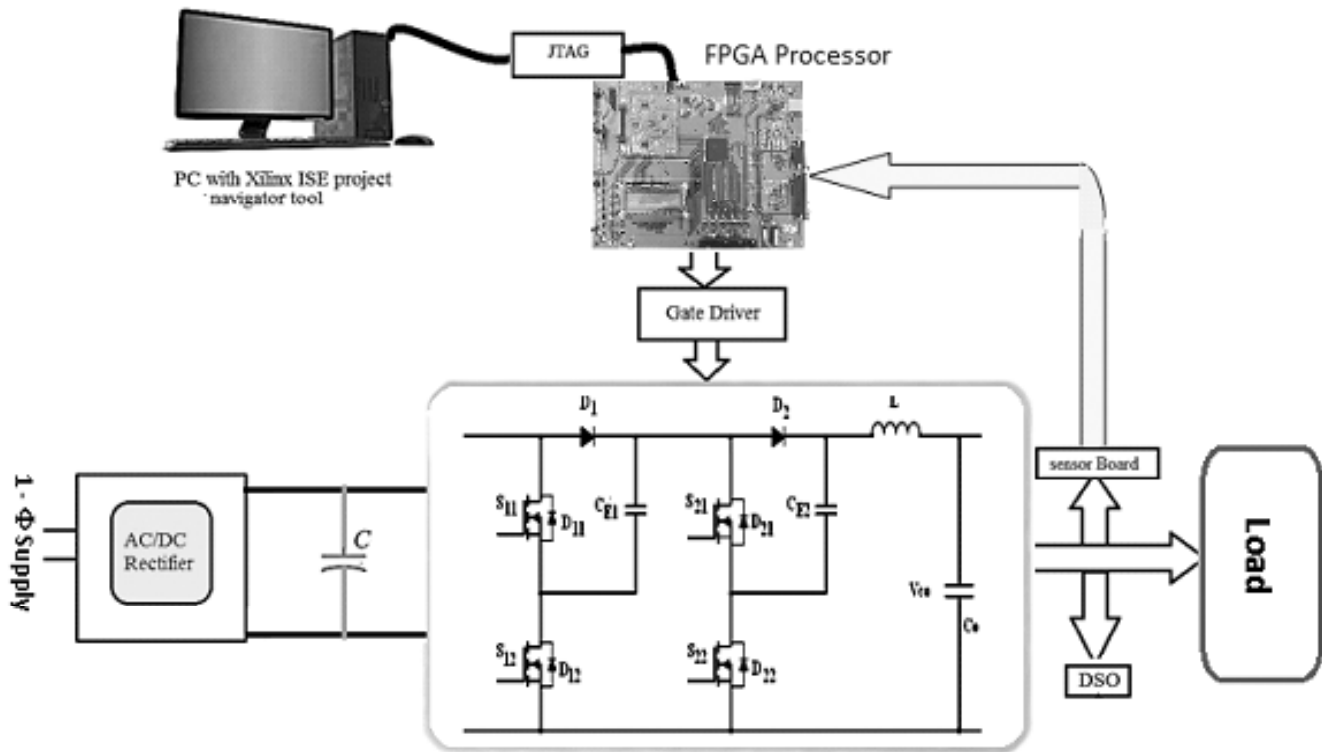 JTAG
FPGA Processor
PC with Xilinx ISE project
navigator tool
Gate Driver
D1
D2
L
sensor Board
S11
D11
CE1
S21
D21
CE2
1 - Φ Supply
AC/DC
Rectifier
C
Load
Vco
Co
S12
D12
S22
D22
DSO